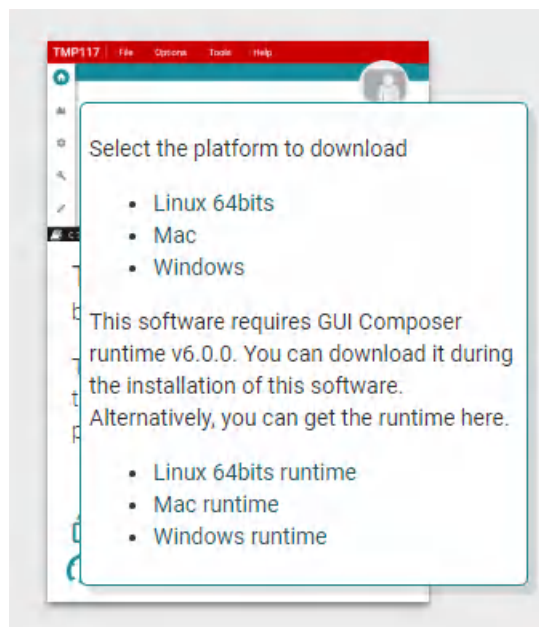 TMP117 File Options Tools Help
Select the platform to download
• Linux 64bits
• Mac
• Windows
This software requires GUI Composer
runtime v6.0.0. You can download it during
the installation of this software.
Alternatively, you can get the runtime here.
• Linux 64bits runtime
• Mac runtime
• Windows runtime